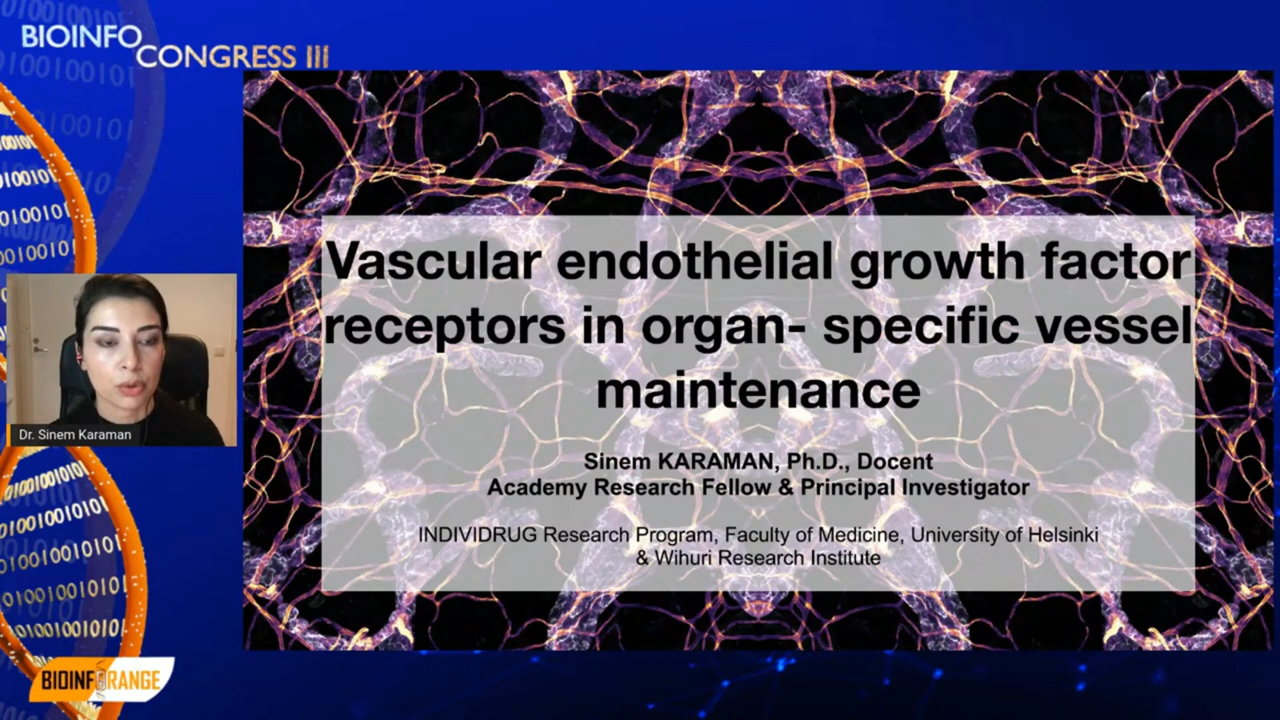 BIOINFO
CONGRESS III
Vascular endothelial growth factor
receptors in organ- specific vessel
maintenance
Sinem KARAMAN, Ph.D., Docent
Academy Research Fellow & Principal Investigator
INDIVIDRUG Research Program, Faculty of Medicine, University of Helsinki
& Wihuri Research Institute
Dr. Sinem Karaman
BIOINFORANGE